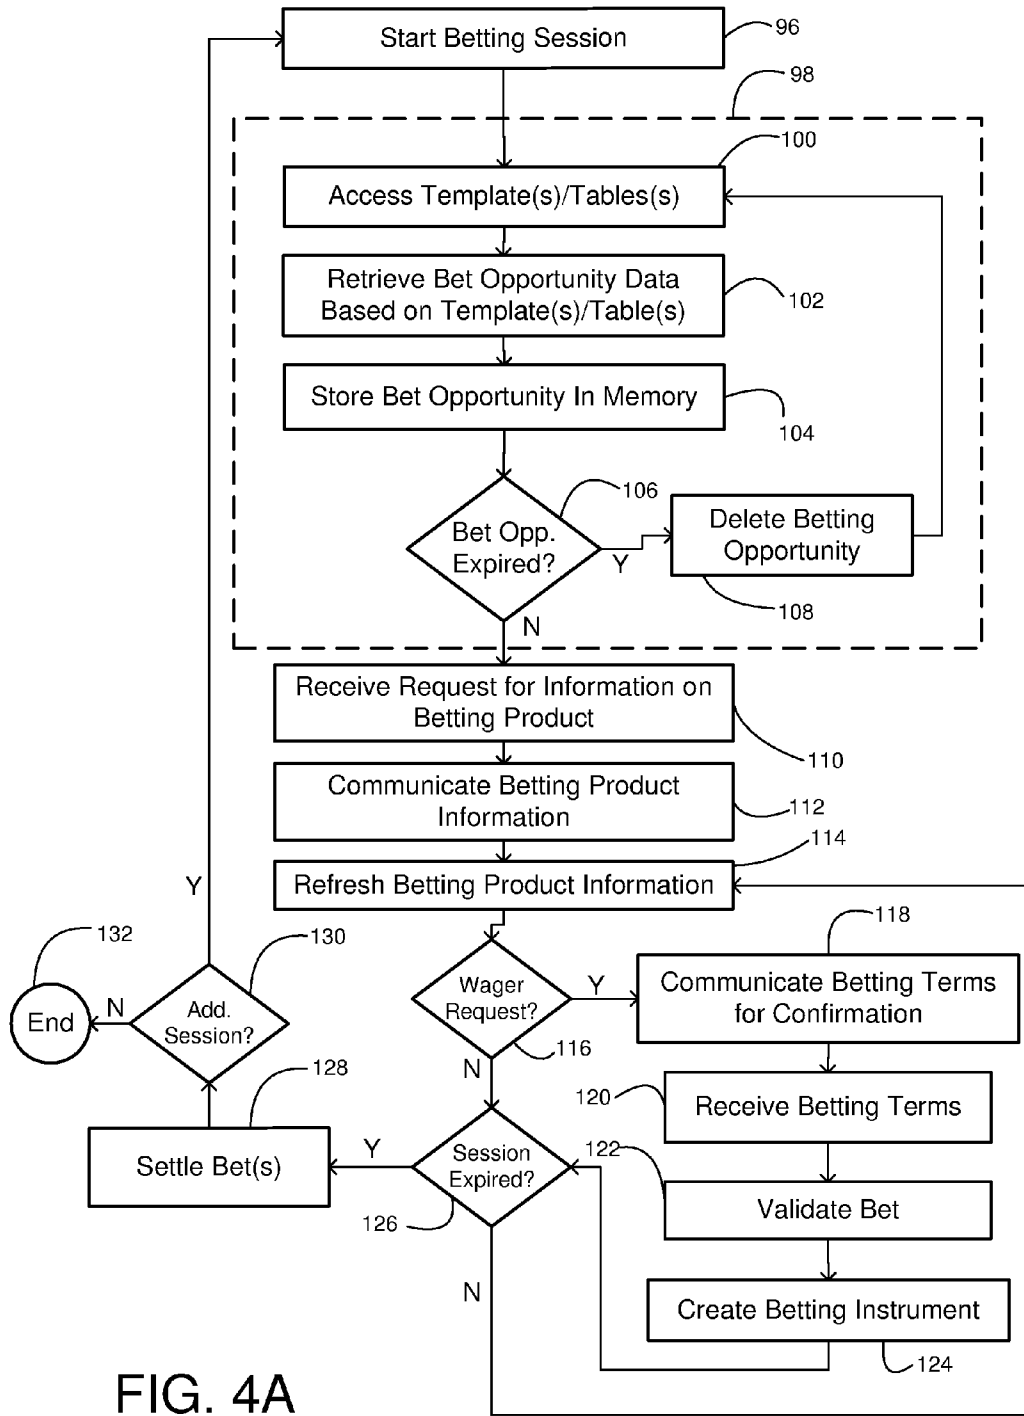 Start Betting Session
96
98
100
Access Template(s)/Tables(s)
Retrieve Bet Opportunity Data
Based on Template(s)/Table(s)
102
Store Bet Opportunity In Memory
104
106
Bet Opp.
Expired?
Y
Delete Betting
Opportunity
108
N
Receive Request for Information on
Betting Product
110
Communicate Betting Product
Information
112
114
Refresh Betting Product Information
Y
118
132
130
Wager
Request?
Y
Communicate Betting Terms
for Confirmation
End
N
Add.
Session?
116
N
128
120
Receive Betting Terms
Settle Bet(s)
Y
Session
Expired?
122
126
Validate Bet
N
Create Betting Instrument
124
FIG. 4A